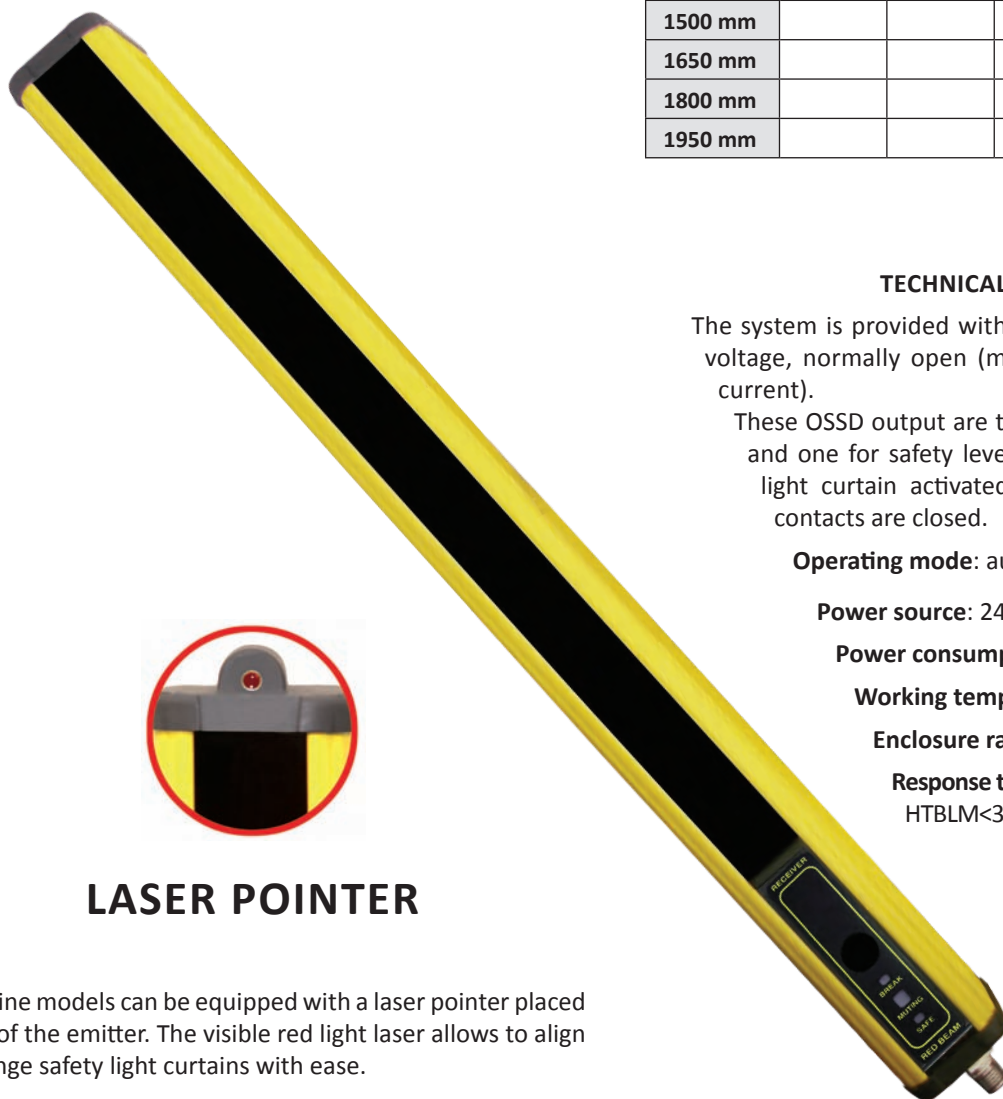 1500 mm
1650 mm
1800 mm
1950 mm
TECHNICAL
The system is provided with
voltage, normally open (m
current).
These OSSD output are t
and one for safety leve
light curtain activated
contacts are closed.
Operating mode: au
Power source: 24
Power consump
Working temp
Enclosure ra
Response t
HTBLM<3
LASER POINTER
ine models can be equipped with a laser pointer placed
of the emitter. The visible red light laser allows to align
nge safety light curtains with ease.
RECEIVER
BREAK
MUTING
SAFE
RED BEAM